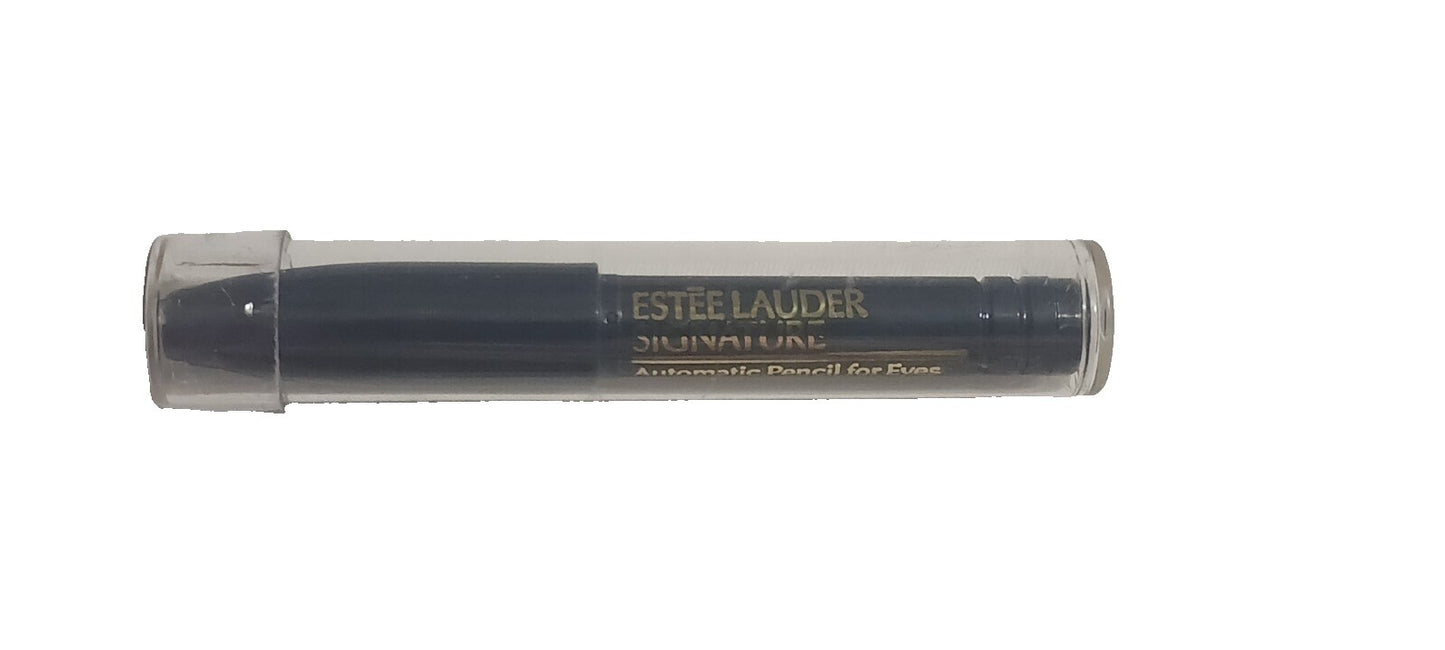 ESTĒE LAUDER
SIGNATURE
Automatic Pencil for Eyes